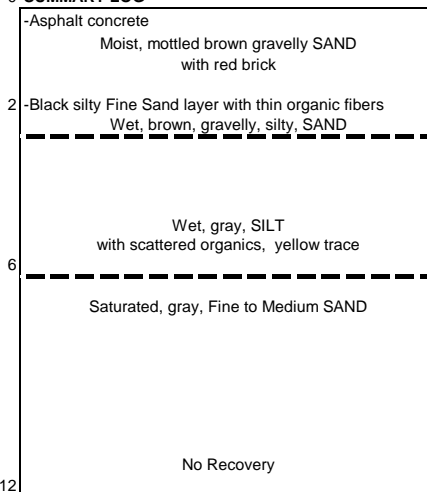 -Asphalt concrete
Moist, mottled brown gravelly SAND
with red brick
2 -Black silty Fine Sand layer with thin organic fibers
Wet, brown, gravelly, silty, SAND
Wet, gray, SILT
with scattered organics, yellow trace
6
Saturated, gray, Fine to Medium SAND
No Recovery
12